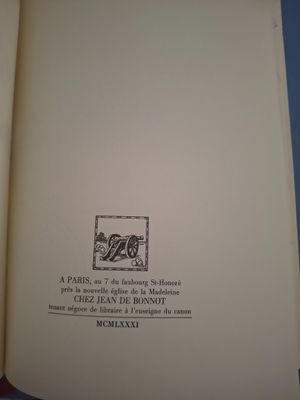 A PARIS, au 7 du faubourg St-Honoré
près la nouvelle église de la Madeleine
CHEZ JEAN DE BONNOT
tenant négoce de libraire à l'enseigne du canon
MCMLXXXI